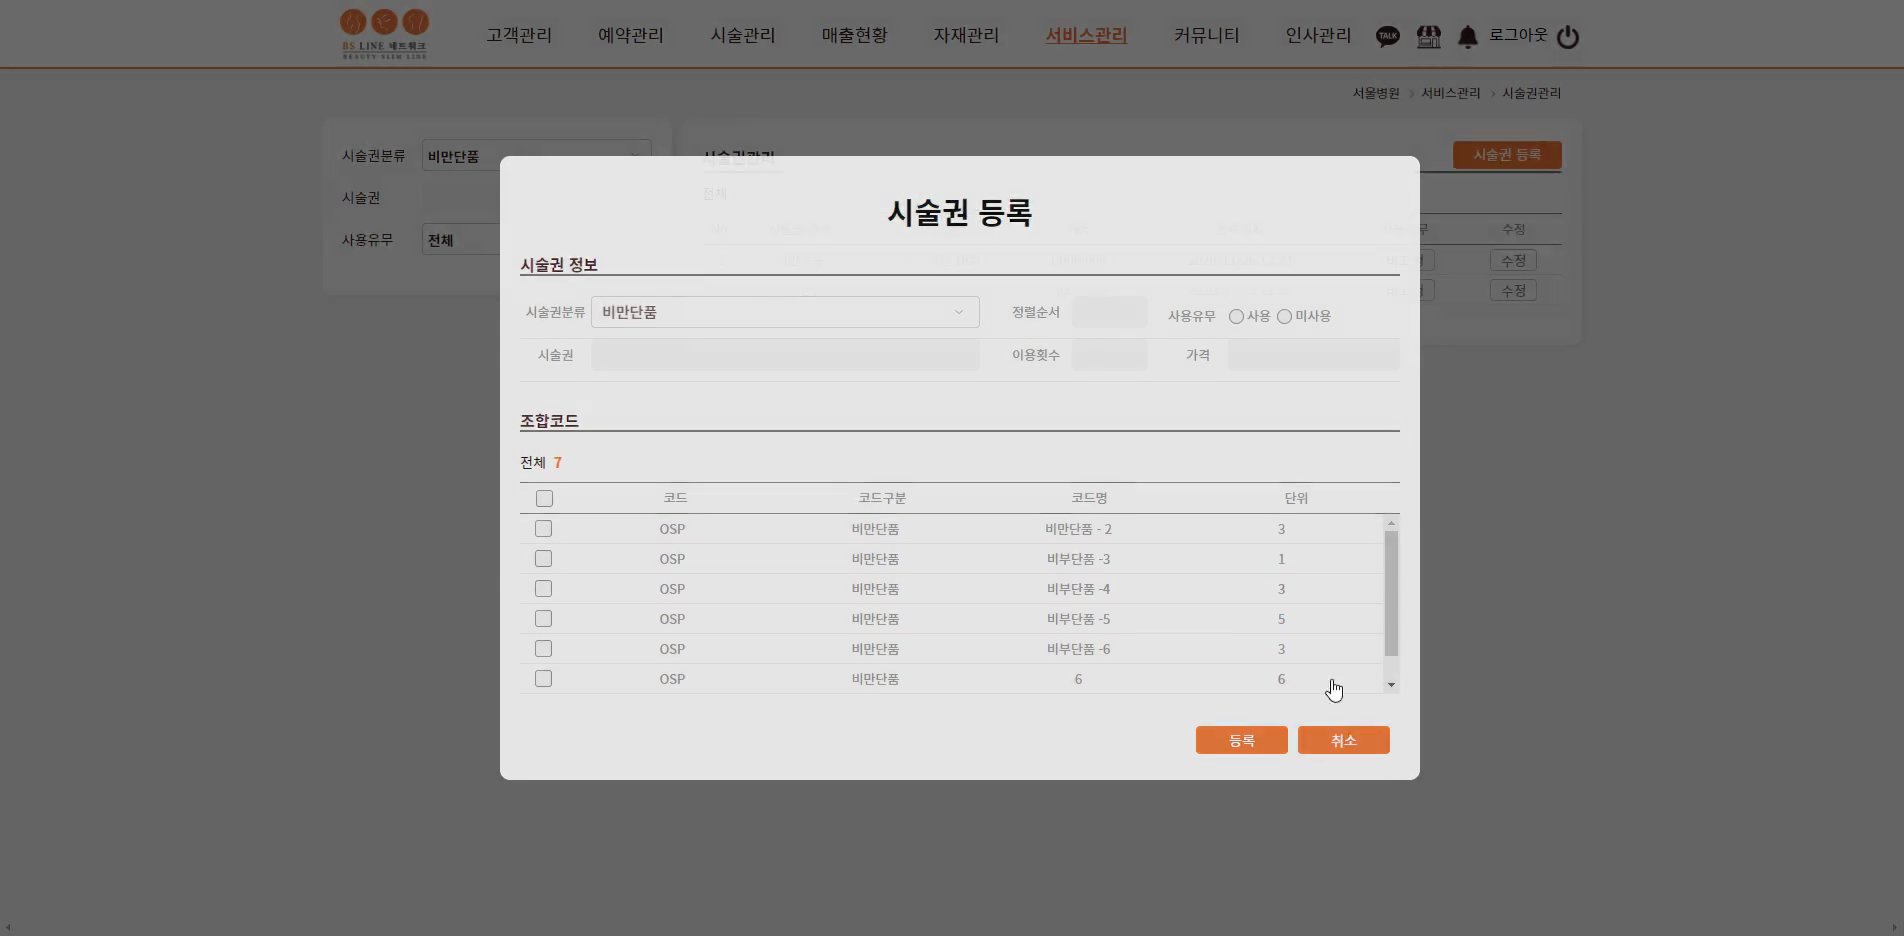 BS LINE 네트워크
BEAUTY SLIM LINE
고객관리 예약관리 시술관리 매출현황 자재관리 서비스관리 커뮤니티 인사관리 TALK 로그아웃
서울병원 > 서비스관리 > 시술권관리
시술권분류 비만단품
시술권
사용유무 전체
시술권관리
시술권 등록
전체
No
수정
수정
수정
시술권 등록
시술권 정보
시술권분류 비만단품 정렬순서 사용유무 사용 미사용
시술권 이용횟수 가격
조합코드
전체 7
코드 코드구분 코드명 단위
OSP 비만단품 비만단품 - 2 3
OSP 비만단품 비부단품 -3 1
OSP 비만단품 비부단품 -4 3
OSP 비만단품 비부단품 -5 5
OSP 비만단품 비부단품 -6 3
OSP 비만단품 6 6
등록 취소